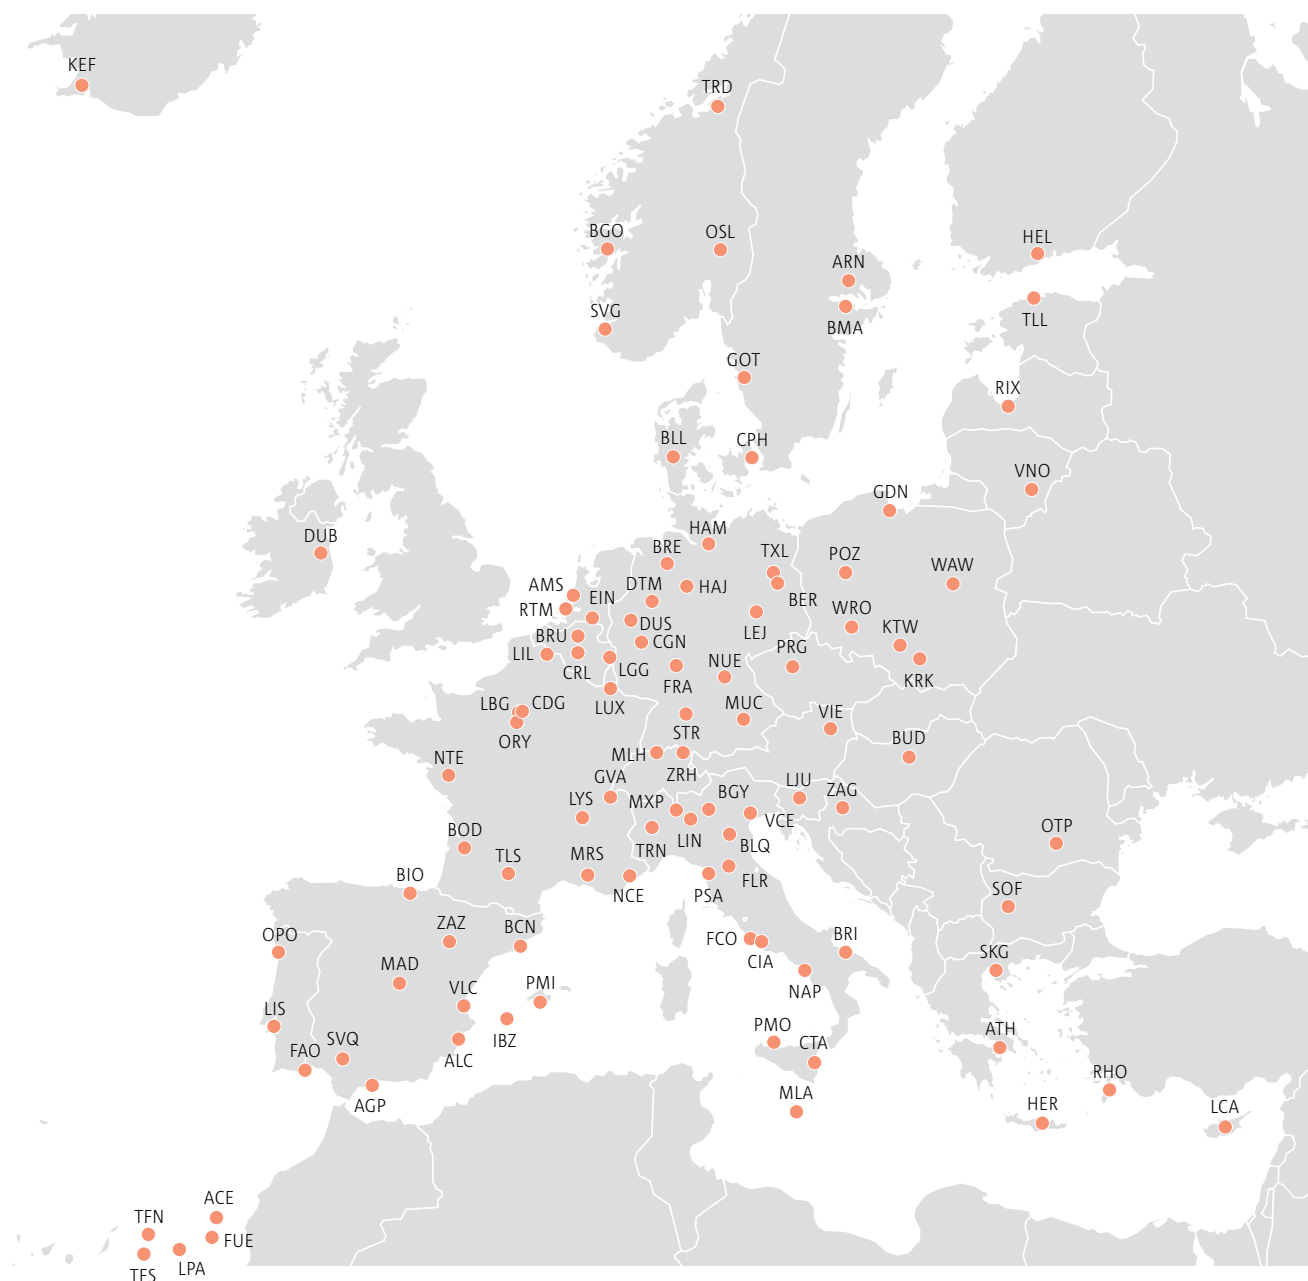 KEF
TRD
BGO
OSL
HEL
ARN
SVG
TLL
BMA
GOT
RIX
BLL
CPH
VNO
GDN
HAM
DUB
BRE
TXL
POZ
WAW
AMS
DTM
HAJ
EIN
BER
RTM
WRO
DUS
LEJ
KTW
BRU
CGN
PRG
LIL
CRL
LGG
NUE
KRK
FRA
LBG
CDG
LUX
MUC
VIE
STR
ORY
BUD
MLH
NTE
GVA
ZRH
LJU
ZAG
LYS
MXP
BGY
VCE
OTP
BOD
LIN
BLQ
TLS
MRS
TRN
BIO
FLR
NCE
PSA
SOF
ZAZ
BCN
OPO
FCO
BRI
CIA
SKG
MAD
VLC
PMI
NAP
LIS
PMO
ATH
SVQ
IBZ
CTA
FAO
ALC
RHO
AGP
MLA
HER
LCA
ACE
TFN
FUE
LPA
TFS